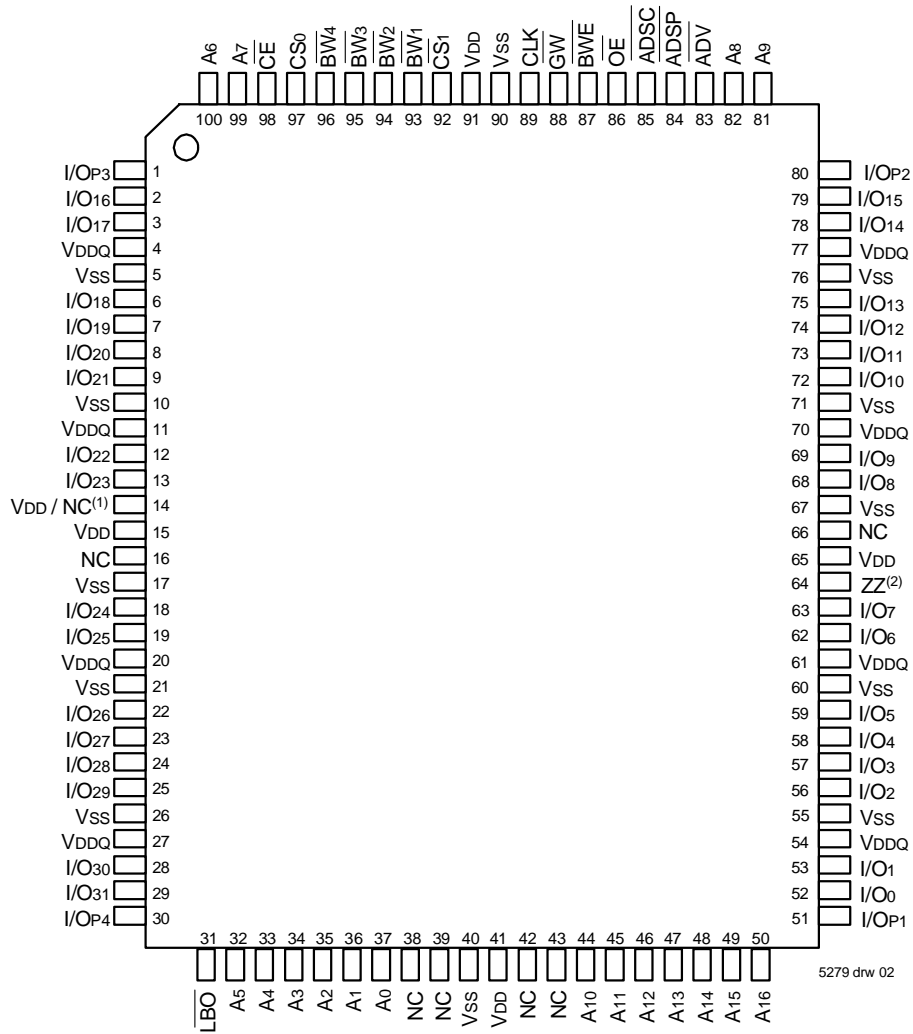 A6 A7 CE CS0 BW4 BW3 BW2 BW1 CS1 VDD VSS CLK GW BWE OE ADSC ADSP ADV A8 A9
100 99 98 97 96 95 94 93 92 91 90 89 88 87 86 85 84 83 82 81
I/OP3 1 80 I/OP2
I/O16 2 79 I/O15
I/O17 3 78 I/O14
VDDQ 4 77 VDDQ
VSS 5 76 VSS
I/O18 6 75 I/O13
I/O19 7 74 I/O12
I/O20 8 73 I/O11
I/O21 9 72 I/O10
VSS 10 71 VSS
VDDQ 11 70 VDDQ
I/O22 12 69 I/O9
I/O23 13 68 I/O8
VDD / NC(1) 14 67 VSS
VDD 15 66 NC
NC 16 65 VDD
VSS 17 64 ZZ(2)
I/O24 18 63 I/O7
I/O25 19 62 I/O6
VDDQ 20 61 VDDQ
VSS 21 60 VSS
I/O26 22 59 I/O5
I/O27 23 58 I/O4
I/O28 24 57 I/O3
I/O29 25 56 I/O2
VSS 26 55 VSS
VDDQ 27 54 VDDQ
I/O30 28 53 I/O1
I/O31 29 52 I/O0
I/OP4 30 51 I/OP1
31 32 33 34 35 36 37 38 39 40 41 42 43 44 45 46 47 48 49 50
LBO A5 A4 A3 A2 A1 A0 NC NC VSS VDD NC NC A10 A11 A12 A13 A14 A15 A16
5279 drw 02